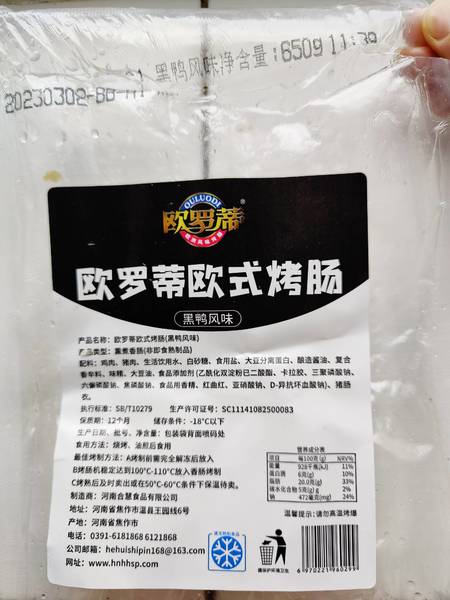 黑鸭风味净含量:650g 11:39
20230302-BB-A1
OULUODI
欧罗蒂®
欧罗蒂欧式烤肠
黑鸭风味
产品名称: 欧罗蒂欧式烤肠(黑鸭风味)
产品类型: 熏煮香肠(非即食熟制品)
配料: 鸡肉、猪肉、生活饮用水、白砂糖、食用盐、大豆分离蛋白、酿造酱油、复合
香辛料、味精、大豆油、食品添加剂(乙酰化双淀粉己二酸酯、卡拉胶、三聚磷酸钠、
六偏磷酸钠、焦磷酸钠、食品用香精、红曲红、亚硝酸钠、D-异抗坏血酸钠)、猪肠
衣。
执行标准: SB/T10279 生产许可证号: SC11141082500083
保质期: 12个月 储存条件: -18°C以下
生产日期、批号、净含量: 包装袋背面喷码处
食用方法: 烧烤、油煎后食用
最佳烤制方法: A烤制前需完全解冻后放入
B烤肠机稳定达到100°C-110°C放入香肠烤制
C烤熟后及时卖出或在50°C-60°C条件下保温待卖。
制造商: 河南合慧食品有限公司
地址: 河南省焦作市温县王园线6号
产地: 河南省焦作市
电话: 0391-6181868 6121868
公司邮箱: hehuishipin168@163.com
网址: www.hnhhsp.com
营养成分表
项目 每100克(g) NRV%
能量 928千焦(kJ) 11%
蛋白质 6克(g) 10%
脂肪 20.0克(g) 33%
碳水化合物 5克(g) 2%
钠 472毫克(mg) 24%
温馨提示: 请勿高温烤爆
请保护环境卫生
6970221960299